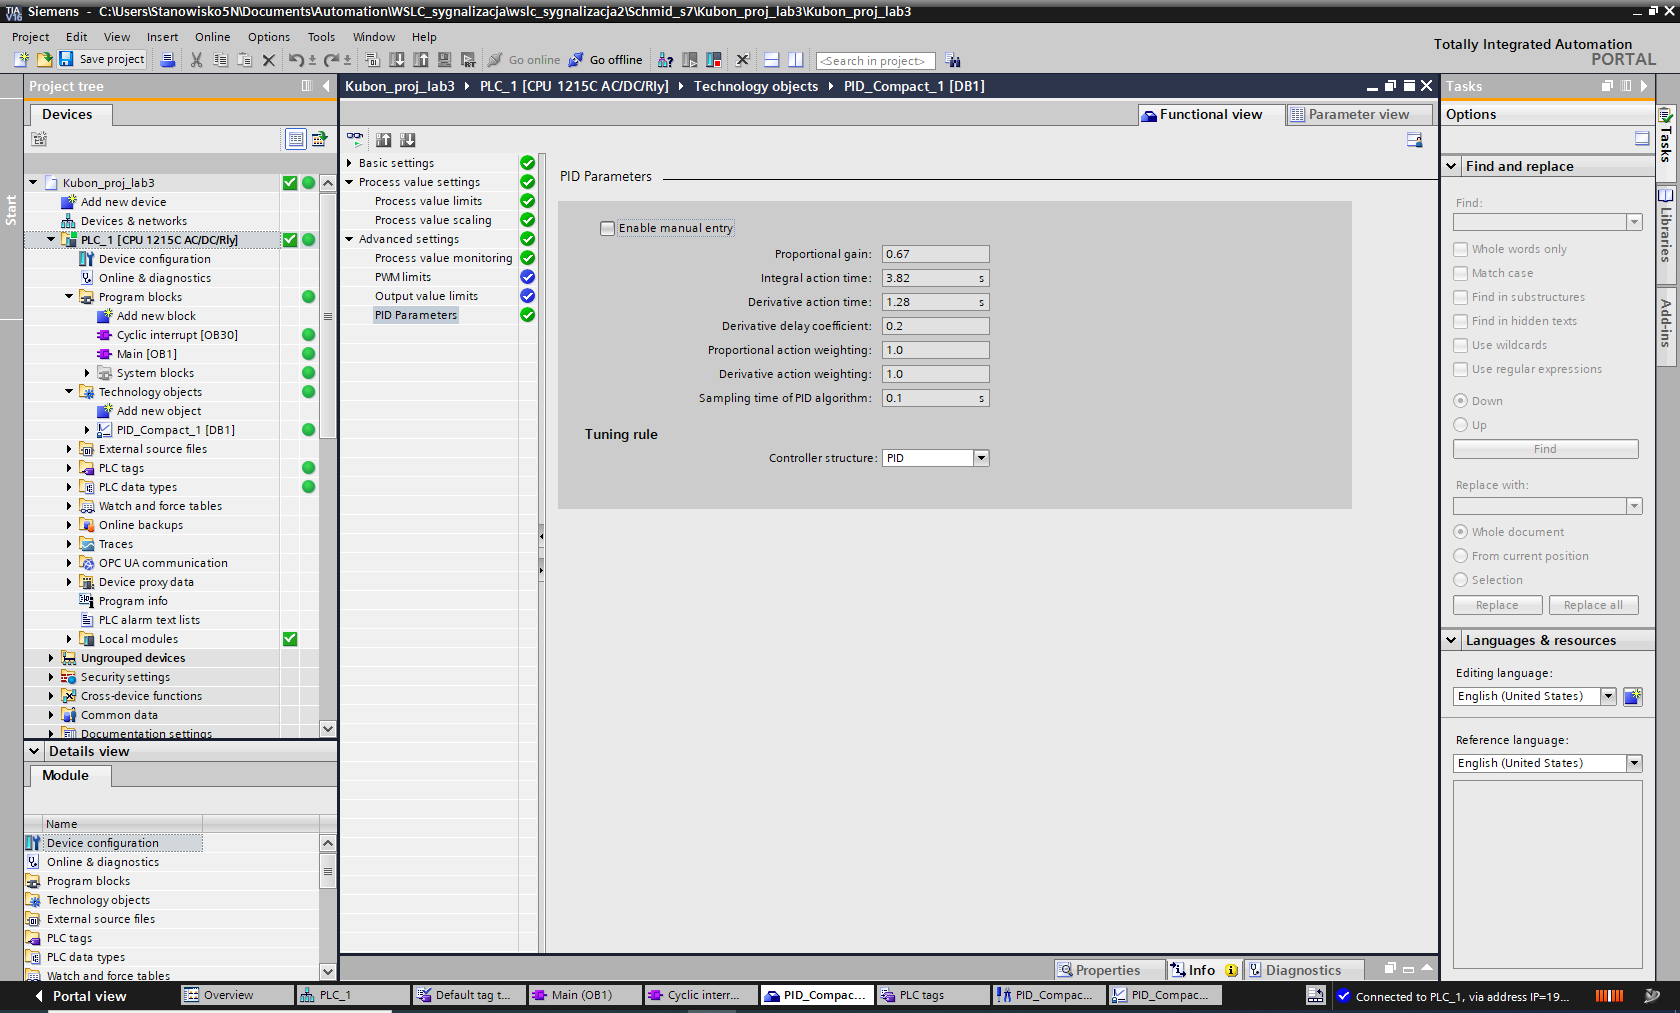 Siemens - C:\Users\Stanowisko5N\Documents\Automation\WSLC_sygnalizacja\wslc_sygnalizacja2\Schmid_s7\Kubon_proj_lab3\Kubon_proj_lab3
Project Edit View Insert Online Options Tools Window Help
Totally Integrated Automation
PORTAL
Save project
Go online
Go offline
<Search in project>
Project tree
Kubon_proj_lab3 PLC_1 [CPU 1215C AC/DC/Rly] Technology objects PID_Compact_1 [DB1]
Tasks
Devices
Functional view
Parameter view
Options
Start
Kubon_proj_lab3
Add new device
Devices & networks
PLC_1 [CPU 1215C AC/DC/Rly]
Device configuration
Online & diagnostics
Program blocks
Add new block
Cyclic interrupt [OB30]
Main [OB1]
System blocks
Technology objects
Add new object
PID_Compact_1 [DB1]
External source files
PLC tags
PLC data types
Watch and force tables
Online backups
Traces
OPC UA communication
Device proxy data
Program info
PLC alarm text lists
Local modules
Ungrouped devices
Security settings
Cross-device functions
Common data
Documentation settings
Details view
Module
Name
Device configuration
Online & diagnostics
Program blocks
Technology objects
External source files
PLC tags
PLC data types
Watch and force tables
Basic settings
Process value settings
Process value limits
Process value scaling
Advanced settings
Process value monitoring
PWM limits
Output value limits
PID Parameters
PID Parameters
Enable manual entry
Proportional gain: 0.67
Integral action time: 3.82 s
Derivative action time: 1.28 s
Derivative delay coefficient: 0.2
Proportional action weighting: 1.0
Derivative action weighting: 1.0
Sampling time of PID algorithm: 0.1 s
Tuning rule
Controller structure: PID
Find and replace
Find:
Whole words only
Match case
Find in substructures
Find in hidden texts
Use wildcards
Use regular expressions
Down
Up
Find
Replace with:
Whole document
From current position
Selection
Replace
Replace all
Languages & resources
Editing language:
English (United States)
Reference language:
English (United States)
Tasks
Libraries
Add-ins
Properties
Info
Diagnostics
Portal view
Overview
PLC_1
Default tag t...
Main (OB1)
Cyclic interr...
PID_Compac...
PLC tags
PID_Compac...
PID_Compac...
Connected to PLC_1, via address IP=19...